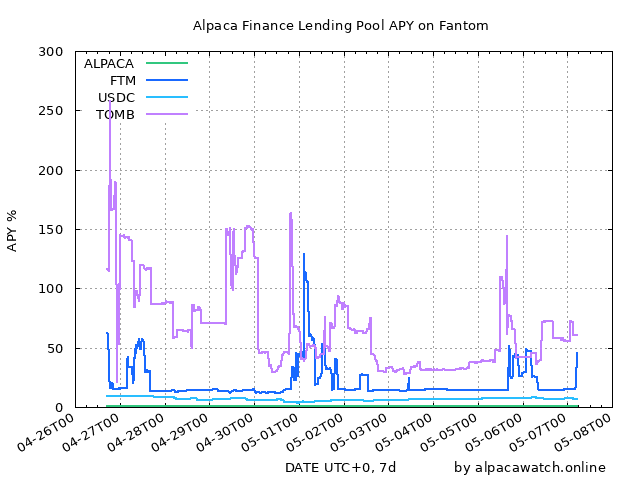 Alpaca Finance Lending Pool APY on Fantom
300
250
200
150
100
50
0
APY %
ALPACA
FTM
USDC
TOMB
04-26T00
04-27T00
04-28T00
04-29T00
04-30T00
05-01T00
05-02T00
05-03T00
05-04T00
05-05T00
05-06T00
05-07T00
05-08T00
DATE UTC+0, 7d
by alpacawatch.online